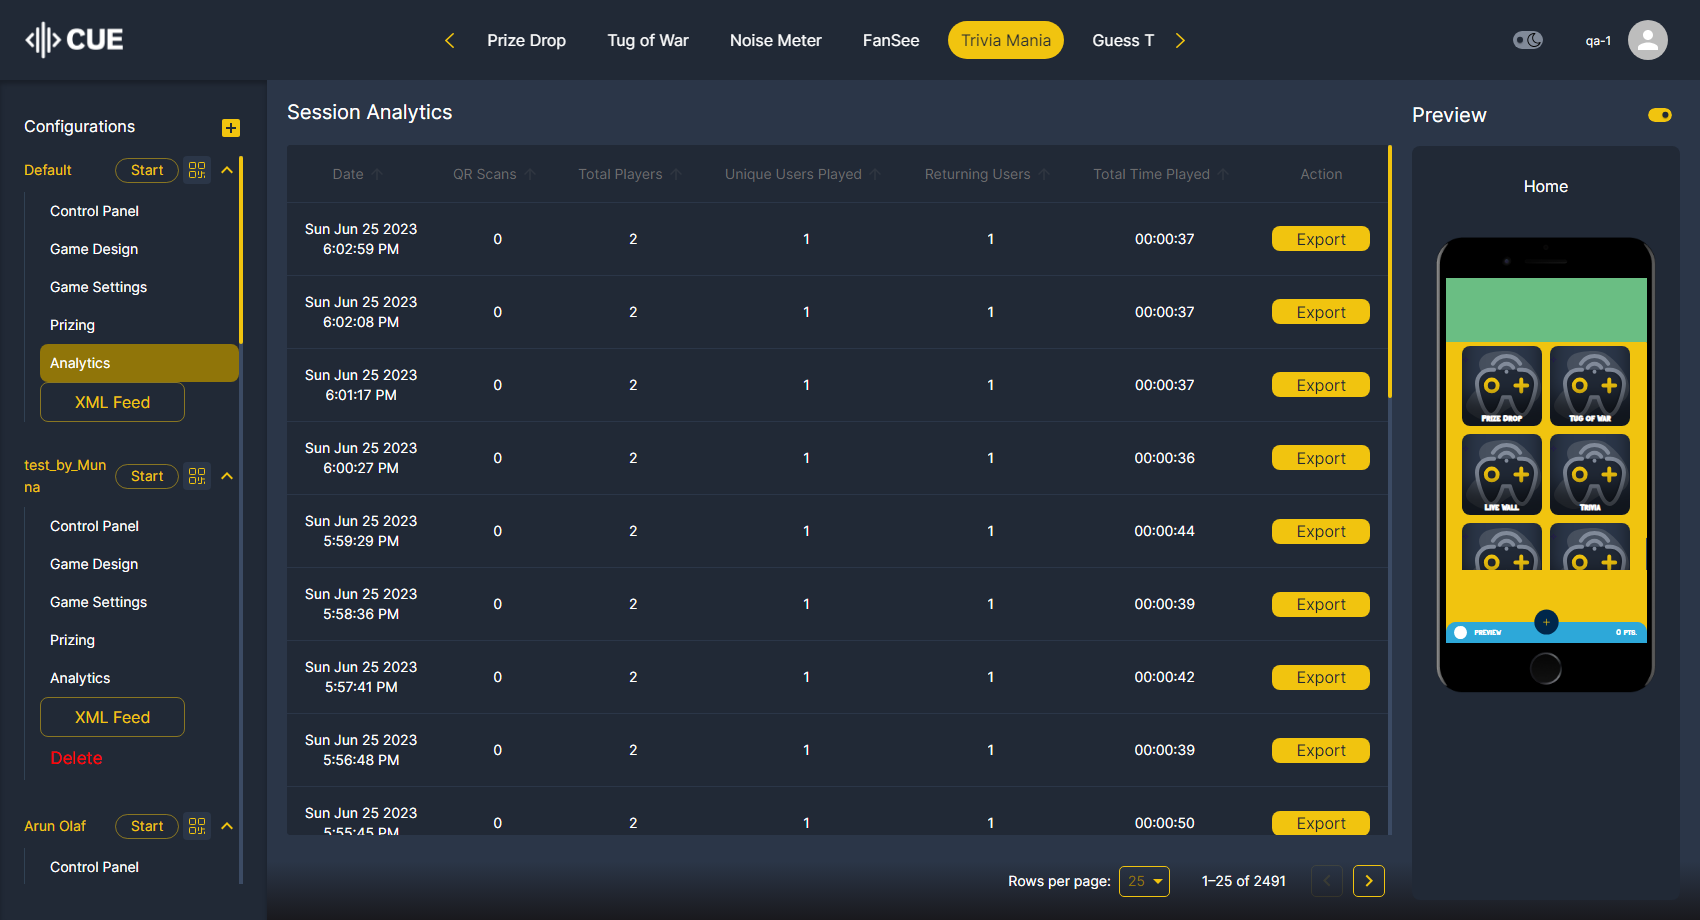 CUE
Prize Drop
Tug of War
Noise Meter
FanSee
Trivia Mania
Guess T
qa-1
Configurations
Default
Start
Control Panel
Game Design
Game Settings
Prizing
Analytics
XML Feed
test_by_Mun
na
Start
Control Panel
Game Design
Game Settings
Prizing
Analytics
XML Feed
Delete
Arun Olaf
Start
Control Panel
Session Analytics
Date QR Scans Total Players Unique Users Played Returning Users Total Time Played Action
Sun Jun 25 2023
6:02:59 PM
0 2 1 1 00:00:37 Export
Sun Jun 25 2023
6:02:08 PM
0 2 1 1 00:00:37 Export
Sun Jun 25 2023
6:01:17 PM
0 2 1 1 00:00:37 Export
Sun Jun 25 2023
6:00:27 PM
0 2 1 1 00:00:36 Export
Sun Jun 25 2023
5:59:29 PM
0 2 1 1 00:00:44 Export
Sun Jun 25 2023
5:58:36 PM
0 2 1 1 00:00:39 Export
Sun Jun 25 2023
5:57:41 PM
0 2 1 1 00:00:42 Export
Sun Jun 25 2023
5:56:48 PM
0 2 1 1 00:00:39 Export
Sun Jun 25 2023
5:55:45 PM
0 2 1 1 00:00:50 Export
Rows per page: 25 1–25 of 2491
Preview
Home
Prize Drop
Tug of War
Live Wall
Trivia
Preview
0 pts.